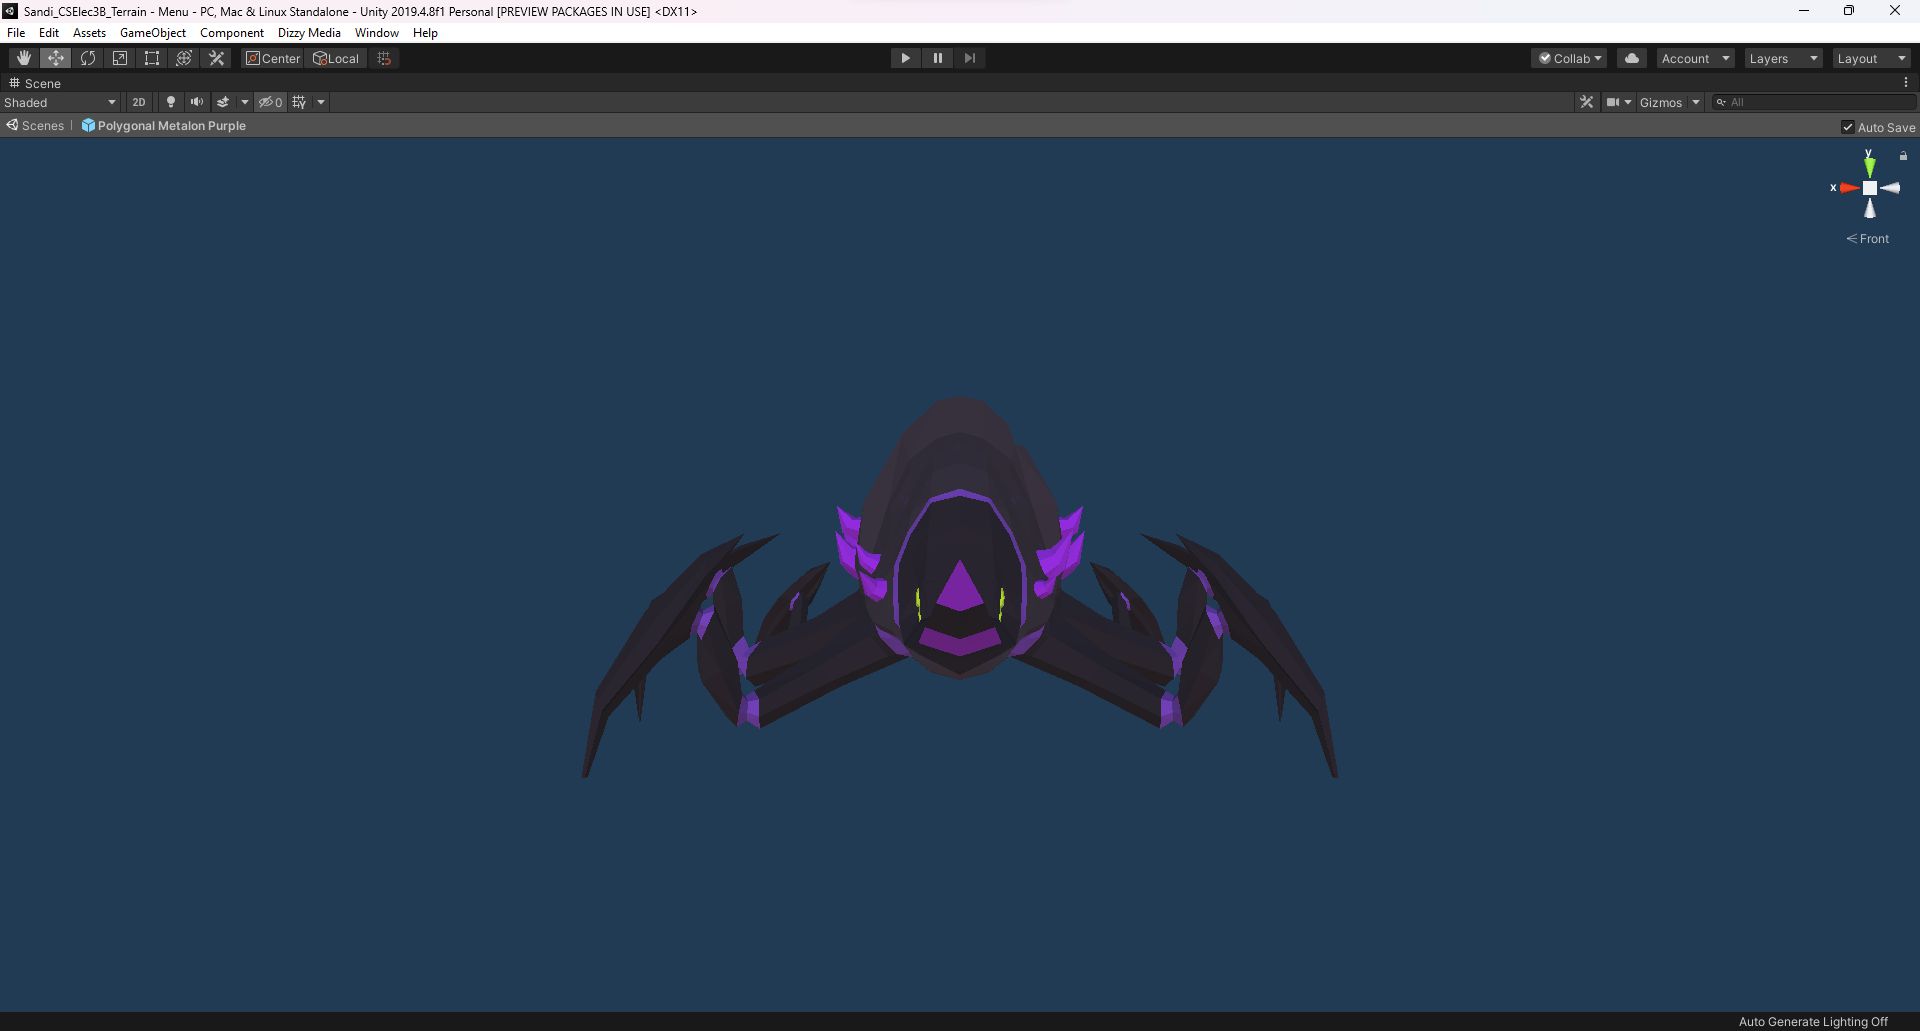 Sandi_CSElec3B_Terrain - Menu - PC, Mac & Linux Standalone - Unity 2019.4.8f1 Personal [PREVIEW PACKAGES IN USE] <DX11>
File Edit Assets GameObject Component Dizzy Media Window Help
Center Local Collab Account Layers Layout
Scene
Shaded 2D 0 Gizmos All
Scenes Polygonal Metalon Purple Auto Save
y
x
< Front
Auto Generate Lighting Off